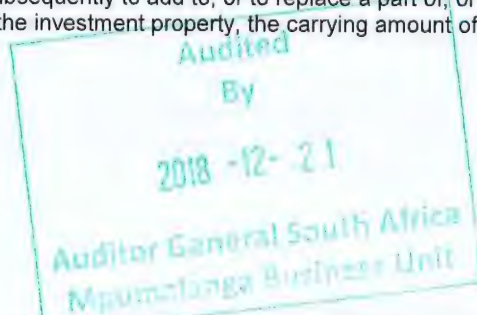 ubsequently to add to, or to replace a part of, or
the investment property, the carrying amount of
Audited
By
2018 -12- 21
Auditor General South Africa
Mpumalanga Business Unit